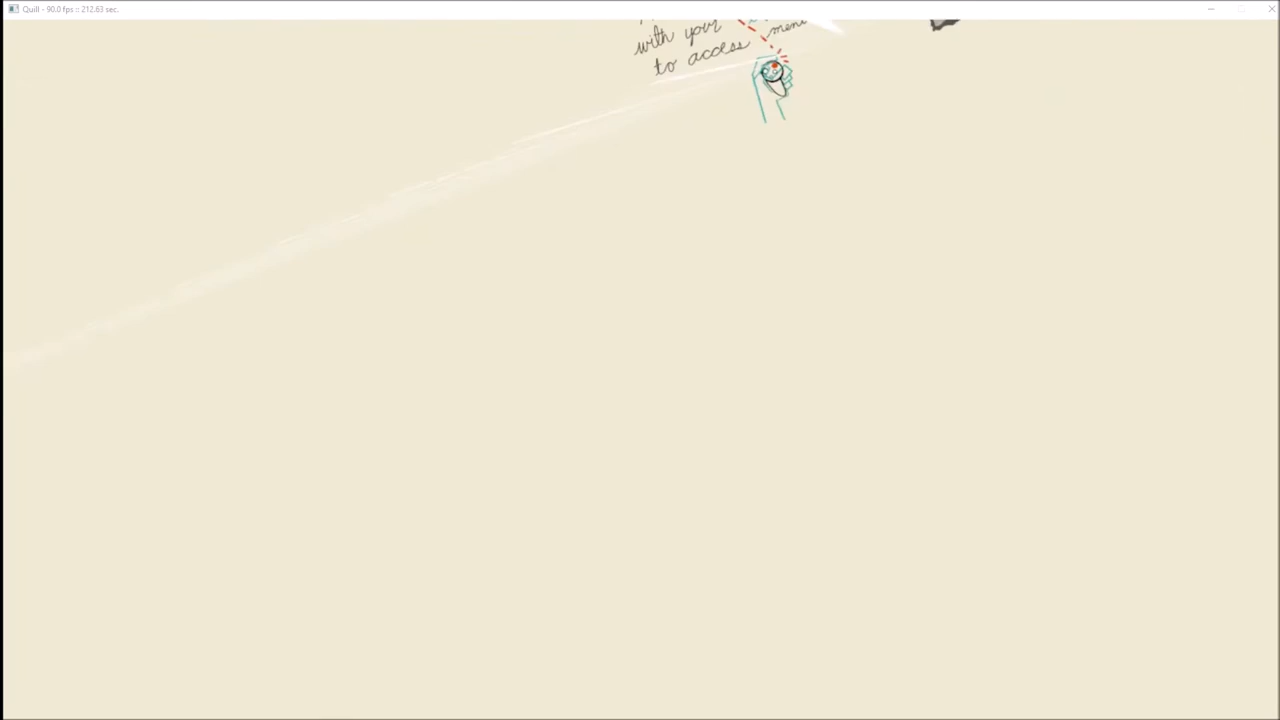 Quill - 90.0 fps :: 212.63 sec.
with your
to access menu